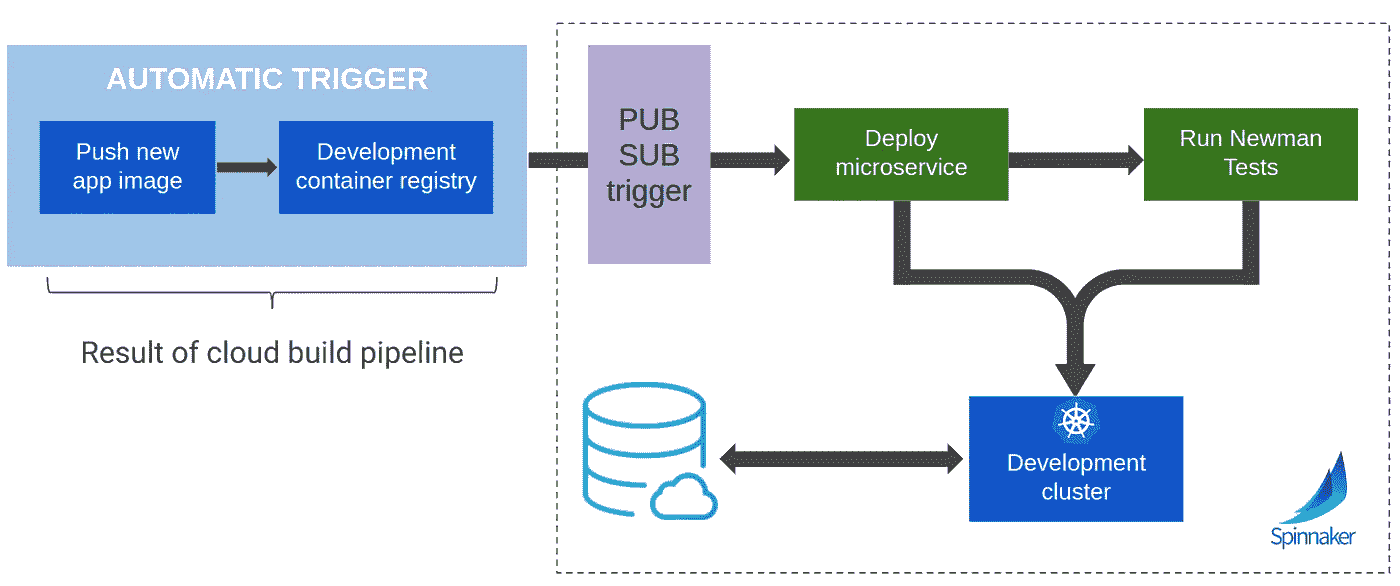 AUTOMATIC TRIGGER
Push new
app image
Development
container registry
Result of cloud build pipeline
PUB
SUB
trigger
Deploy
microservice
Run Newman
Tests
Development
cluster
Spinnaker